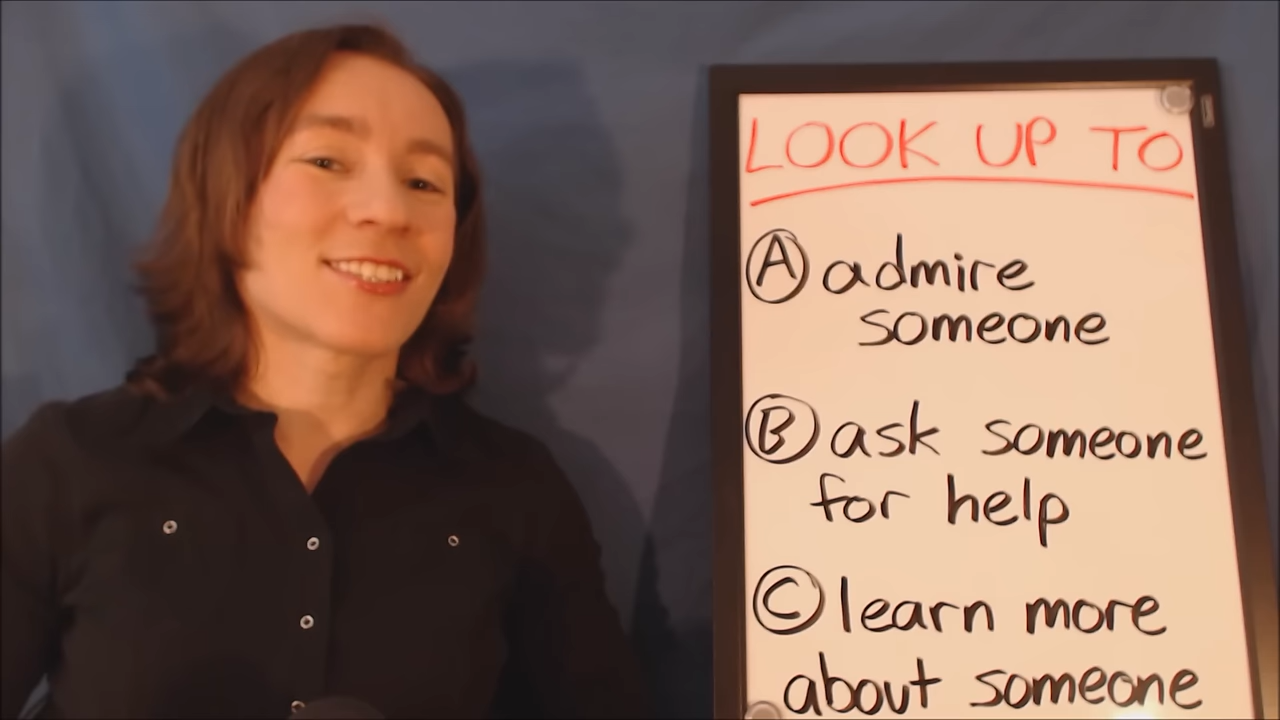 LOOK UP TO
A admire
someone
B ask someone
for help
C learn more
about someone